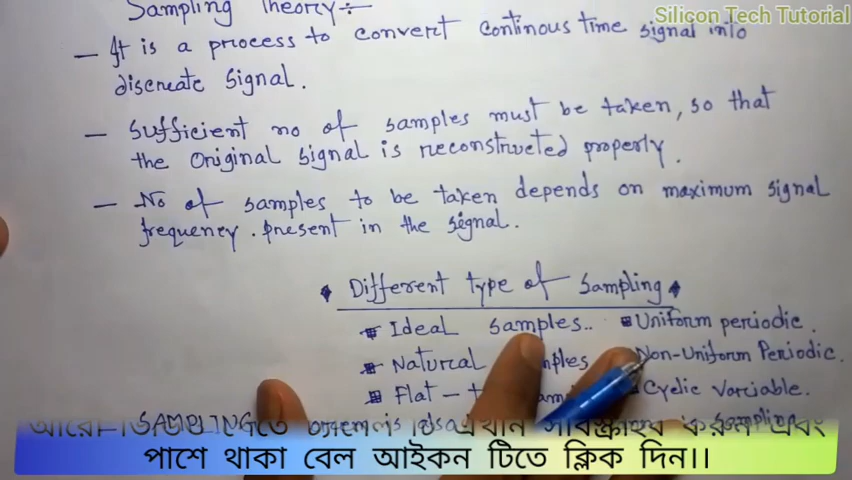 Silicon Tech Tutorial
Sampling Theory :-
- It is a process to convert continous time signal into
discreate signal.
- Sufficient no of samples must be taken, so that
the original signal is reconstructed properly.
- No of samples to be taken depends on maximum signal
frequency. present in the signal.
Different type of sampling
Ideal samples..
Uniform periodic.
Natural
Non-Uniform Periodic.
Flat -
Cyclic Variable.
Sampling
পাশে থাকা বেল আইকন টিতে ক্লিক দিন।।